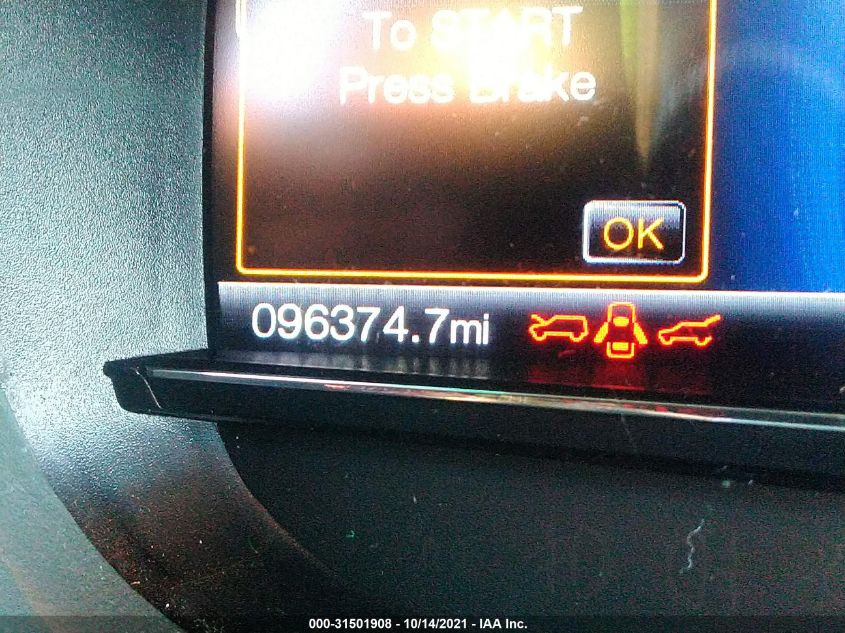 To START
Press Brake
OK
096374.7mi
000-31501908 - 10/14/2021 - IAA Inc.